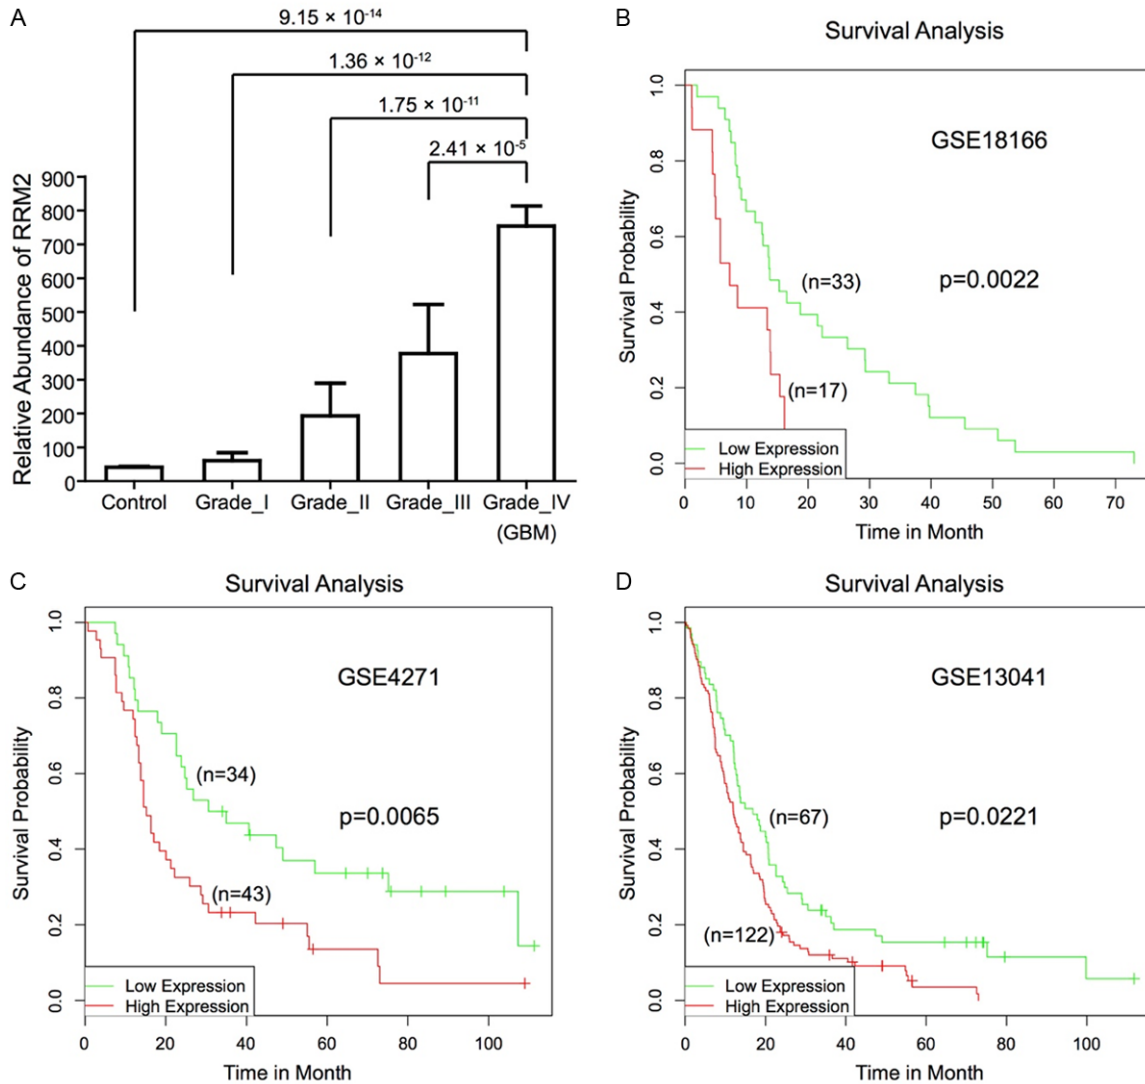 A
9.15 × 10-14
1.36 × 10-12
1.75 × 10-11
2.41 × 10-5
Relative Abundance of RRM2
900
800
700
600
500
400
300
200
100
0
Control Grade_I Grade_II Grade_III Grade_IV
(GBM)
B
Survival Analysis
GSE18166
p=0.0022
(n=33)
(n=17)
Survival Probability
1.0
0.8
0.6
0.4
0.2
0.0
Low Expression
High Expression
0 10 20 30 40 50 60 70
Time in Month
C
Survival Analysis
GSE4271
p=0.0065
(n=34)
(n=43)
Survival Probability
1.0
0.8
0.6
0.4
0.2
0.0
Low Expression
High Expression
0 20 40 60 80 100
Time in Month
D
Survival Analysis
GSE13041
p=0.0221
(n=67)
(n=122)
Survival Probability
1.0
0.8
0.6
0.4
0.2
0.0
Low Expression
High Expression
0 20 40 60 80 100
Time in Month